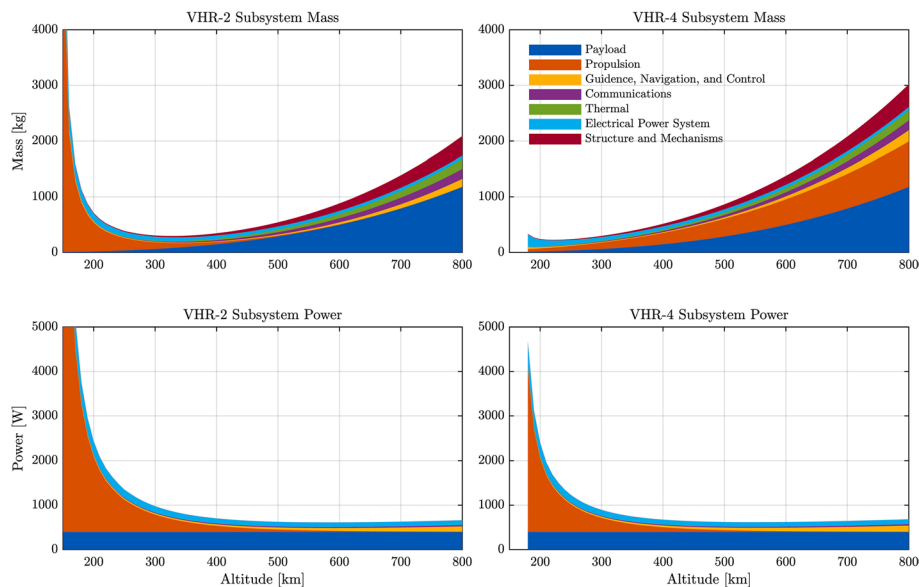 VHR-2 Subsystem Mass
4000
3000
2000
1000
0
Mass [kg]
200 300 400 500 600 700 800
VHR-4 Subsystem Mass
4000
3000
2000
1000
0
Payload
Propulsion
Guidence, Navigation, and Control
Communications
Thermal
Electrical Power System
Structure and Mechanisms
200 300 400 500 600 700 800
VHR-2 Subsystem Power
5000
4000
3000
2000
1000
0
Power [W]
200 300 400 500 600 700 800
Altitude [km]
VHR-4 Subsystem Power
5000
4000
3000
2000
1000
0
200 300 400 500 600 700 800
Altitude [km]